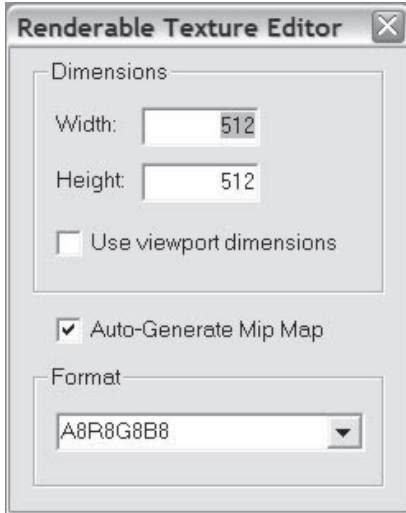 Renderable Texture Editor
Dimensions
Width: 512
Height: 512
Use viewport dimensions
Auto-Generate Mip Map
Format
A8R8G8B8